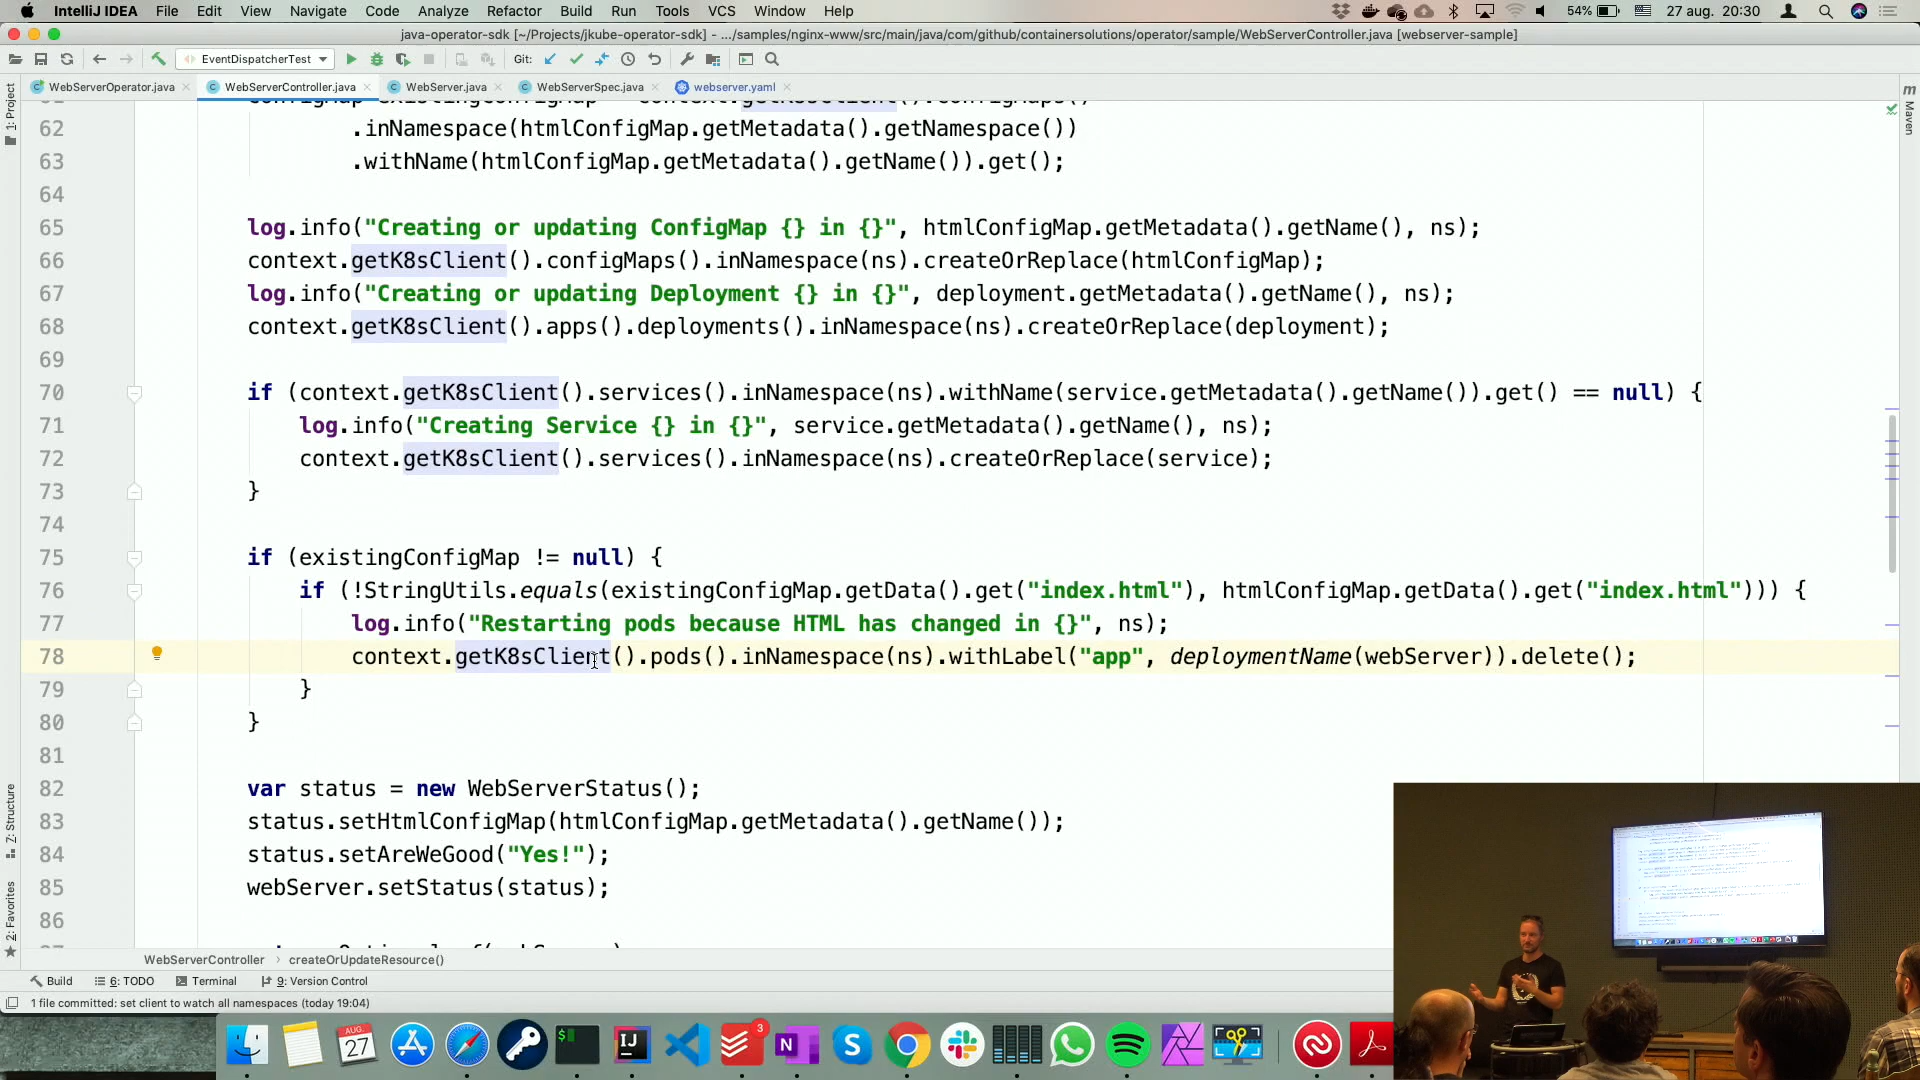 IntelliJ IDEA File Edit View Navigate Code Analyze Refactor Build Run Tools VCS Window Help 54% 27 aug. 20:30
java-operator-sdk [~/Projects/jkube-operator-sdk] - .../samples/nginx-www/src/main/java/com/github/containersolutions/operator/sample/WebServerController.java [webserver-sample]
EventDispatcherTest Git:
WebServerOperator.java WebServerController.java WebServer.java WebServerSpec.java webserver.yaml
1: Project
Maven
62 .inNamespace(htmlConfigMap.getMetadata().getNamespace())
63 .withName(htmlConfigMap.getMetadata().getName()).get();
64
65 log.info("Creating or updating ConfigMap {} in {}", htmlConfigMap.getMetadata().getName(), ns);
66 context.getK8sClient().configMaps().inNamespace(ns).createOrReplace(htmlConfigMap);
67 log.info("Creating or updating Deployment {} in {}", deployment.getMetadata().getName(), ns);
68 context.getK8sClient().apps().deployments().inNamespace(ns).createOrReplace(deployment);
69
70 if (context.getK8sClient().services().inNamespace(ns).withName(service.getMetadata().getName()).get() == null) {
71 log.info("Creating Service {} in {}", service.getMetadata().getName(), ns);
72 context.getK8sClient().services().inNamespace(ns).createOrReplace(service);
73 }
74
75 if (existingConfigMap != null) {
76 if (!StringUtils.equals(existingConfigMap.getData().get("index.html"), htmlConfigMap.getData().get("index.html"))) {
77 log.info("Restarting pods because HTML has changed in {}", ns);
78 context.getK8sClient().pods().inNamespace(ns).withLabel("app", deploymentName(webServer)).delete();
79 }
80 }
81
82 var status = new WebServerStatus();
83 status.setHtmlConfigMap(htmlConfigMap.getMetadata().getName());
84 status.setAreWeGood("Yes!");
85 webServer.setStatus(status);
86
Z: Structure
2: Favorites
WebServerController › createOrUpdateResource()
Build 6: TODO Terminal 9: Version Control
1 file committed: set client to watch all namespaces (today 19:04)
AUG. 27
3